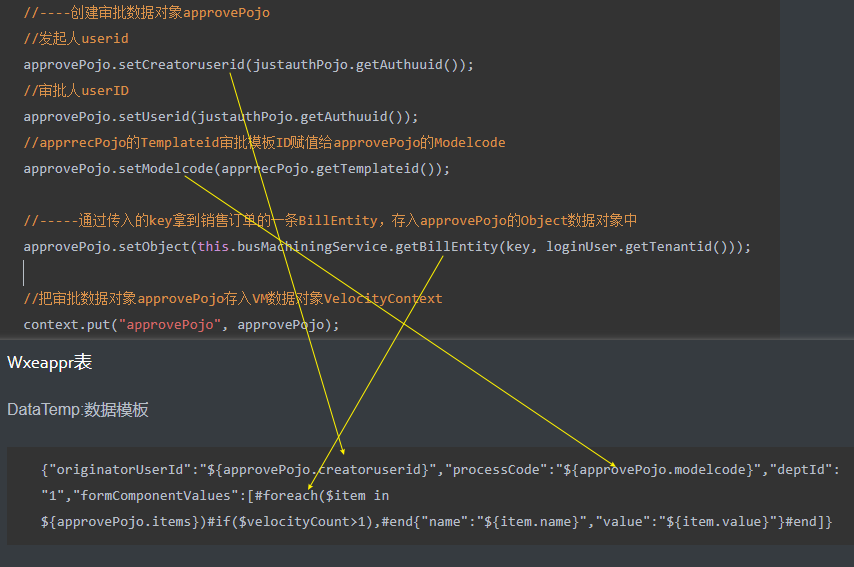 //----创建审批数据对象approvePojo
//发起人userid
approvePojo.setCreatoruserid(justauthPojo.getAuthuuid());
//审批人userID
approvePojo.setUserid(justauthPojo.getAuthuuid());
//apprrecPojo的Templateid审批模板ID赋值给approvePojo的Modelcode
approvePojo.setModelcode(apprrecPojo.getTemplateid());
//-----通过传入的key拿到销售订单的一条BillEntity，存入approvePojo的Object数据对象中
approvePojo.setObject(this.busMachiningService.getBillEntity(key, loginUser.getTenantid()));
//把审批数据对象approvePojo存入VM数据对象VelocityContext
context.put("approvePojo", approvePojo);
Wxeappr表
DataTemp:数据模板
{"originatorUserId":"${approvePojo.creatoruserid}","processCode":"${approvePojo.modelcode}","deptId":
"1","formComponentValues":[#foreach($item in
${approvePojo.items})#if($velocityCount>1),#end{"name":"${item.name}","value":"${item.value}"}#end]}